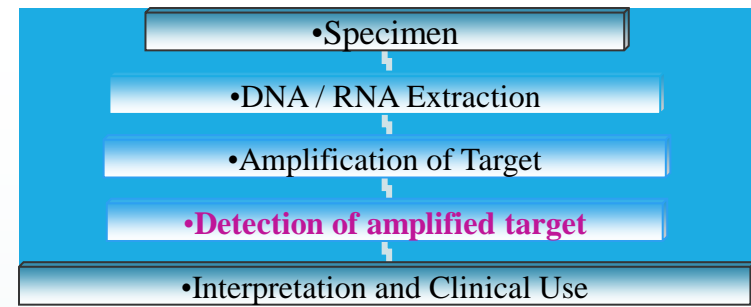 •Specimen
•DNA / RNA Extraction
•Amplification of Target
•Detection of amplified target
•Interpretation and Clinical Use